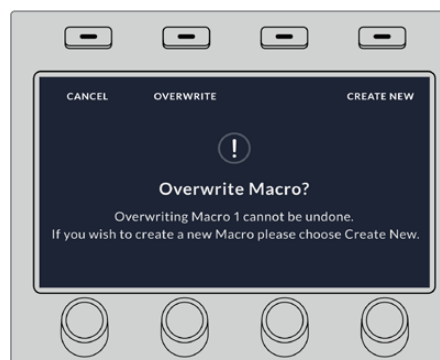 CANCEL OVERWRITE CREATE NEW
!
Overwrite Macro?
Overwriting Macro 1 cannot be undone.
If you wish to create a new Macro please choose Create New.